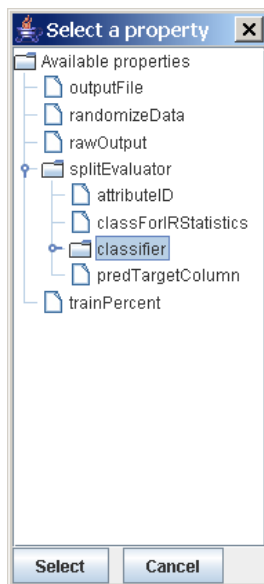 Select a property
Available properties
outputFile
randomizeData
rawOutput
splitEvaluator
attributeID
classForIRStatistics
classifier
predTargetColumn
trainPercent
Select Cancel